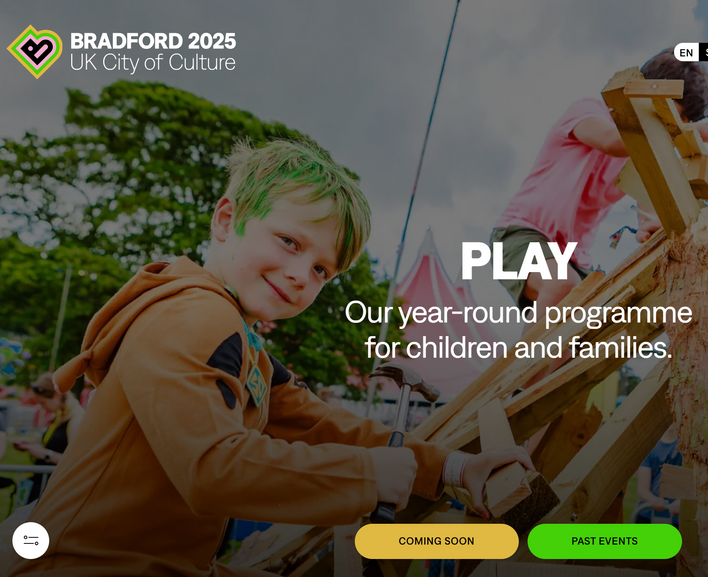 BRADFORD 2025
UK City of Culture
EN
S
PLAY
Our year-round programme
for children and families.
COMING SOON
PAST EVENTS